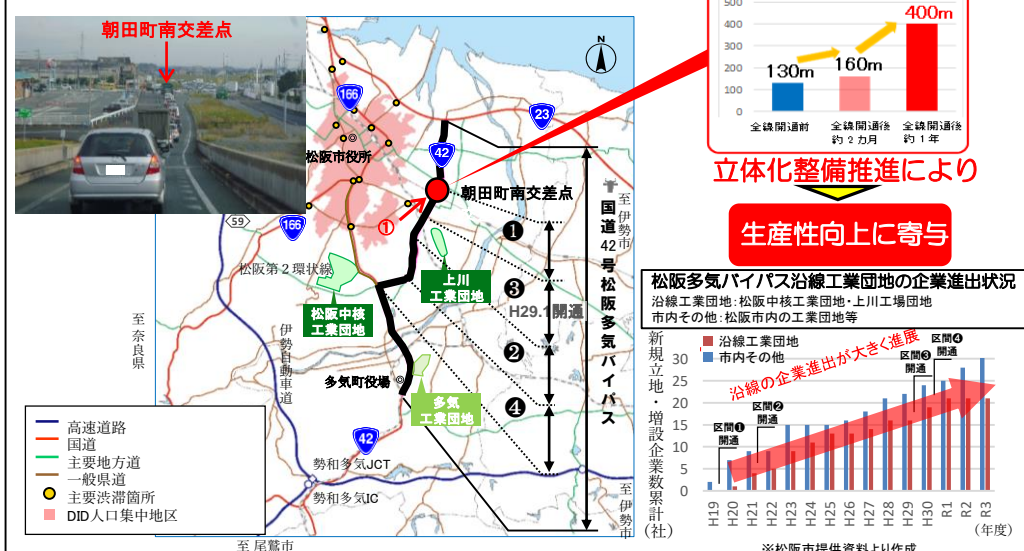 朝田町南交差点
N
166
23
42
松阪市役所
朝田町南交差点
①
59
166
松阪第2環状線
上川
工業団地
松阪中核
工業団地
伊勢自動車道
至 奈良県
多気町役場
多気
工業団地
42
勢和多気JCT
勢和多気IC
至 尾鷲市
至 伊勢市
至 伊勢市
❶
❸
H29.1開通
❷
❹
国道42号松阪多気バイパス
高速道路
国道
主要地方道
一般県道
主要渋滞箇所
DID人口集中地区
500
400
300
200
100
0
130m
160m
400m
全線開通前
全線開通後
約2カ月
全線開通後
約1年
立体化整備推進により
生産性向上に寄与
松阪多気バイパス沿線工業団地の企業進出状況
沿線工業団地:松阪中核工業団地・上川工場団地
市内その他:松阪市内の工業団地等
新規立地・増設企業数累計(社)
沿線工業団地
市内その他
沿線の企業進出が大きく進展
区間❶
開通
区間❷
開通
区間❸
開通
区間❹
開通
30
25
20
15
10
5
0
H19
H20
H21
H22
H23
H24
H25
H26
H27
H28
H29
H30
R1
R2
R3
(年度)
※松阪市提供資料より作成